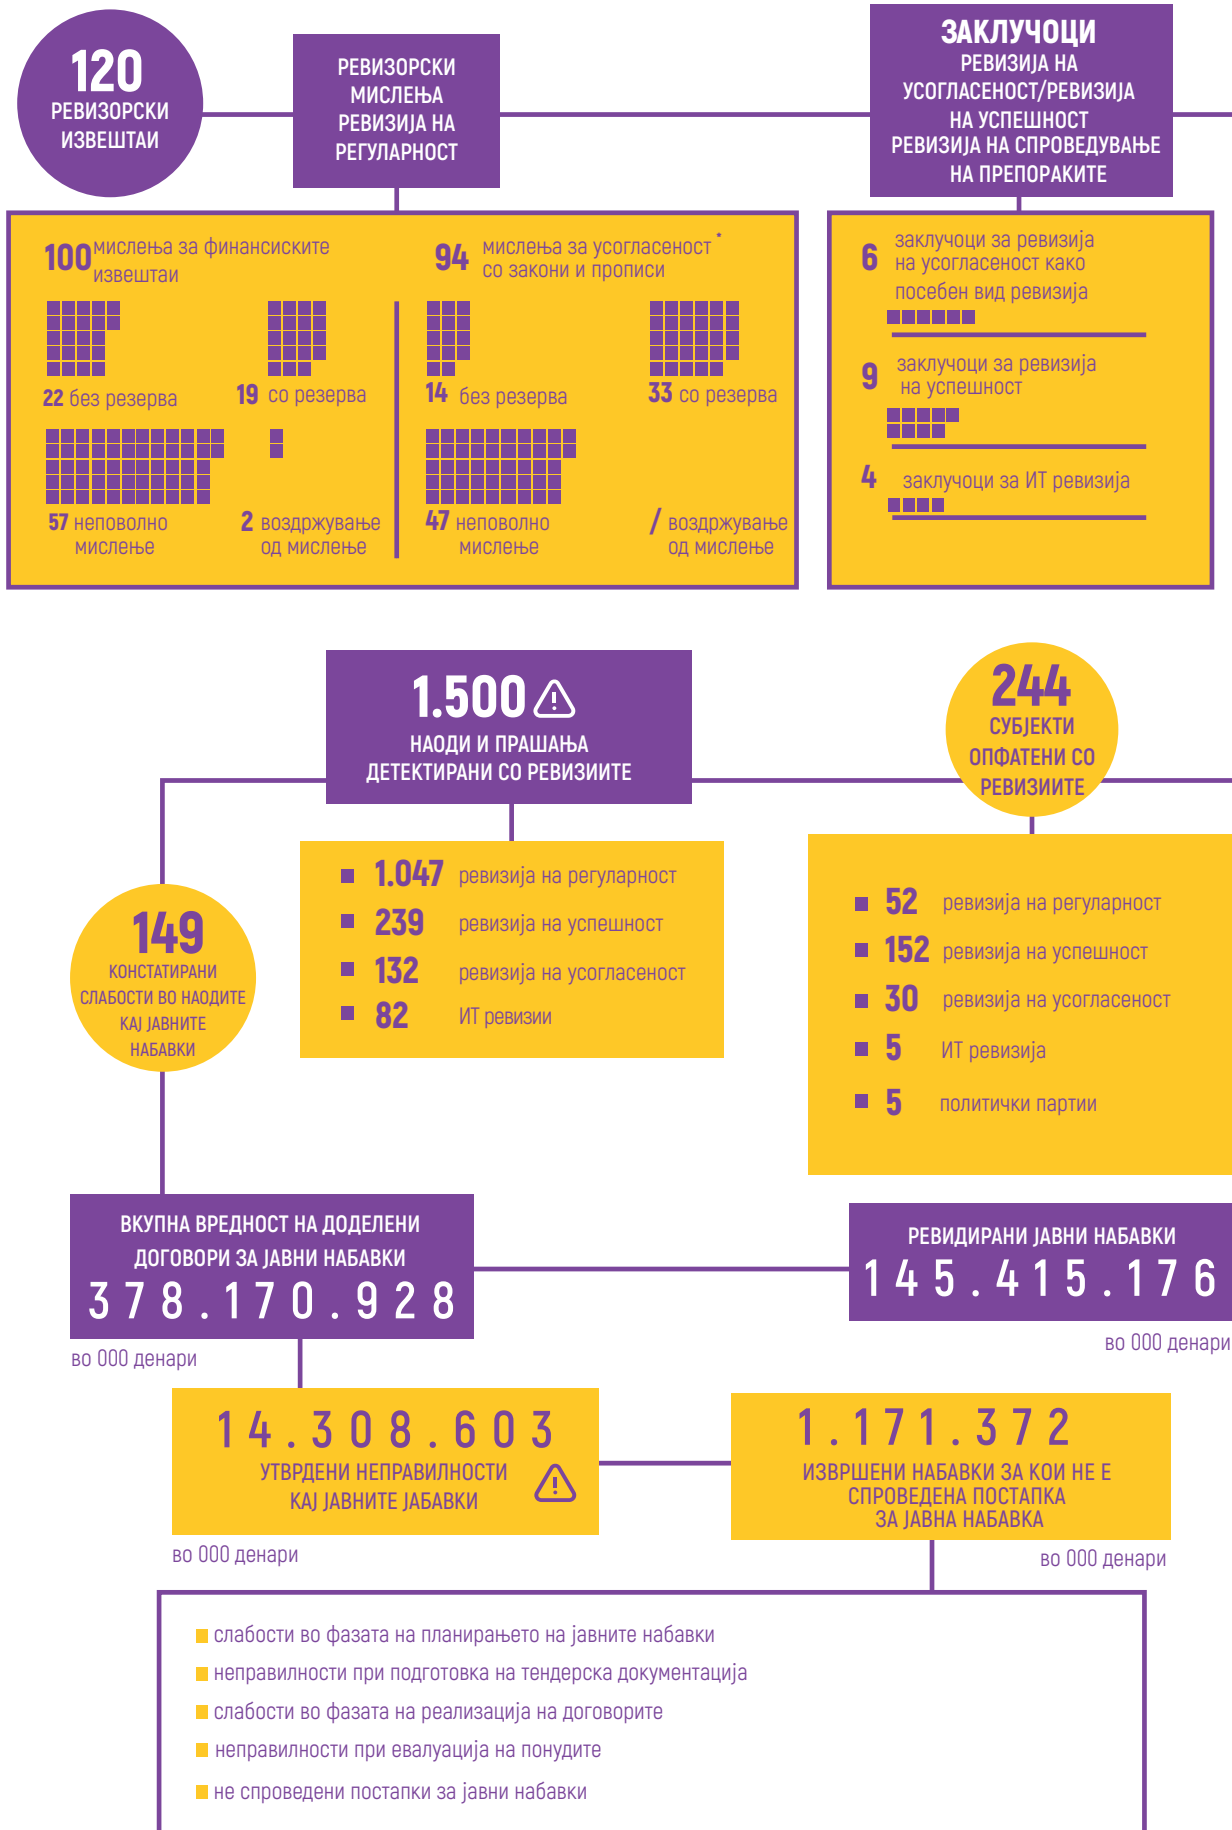 120
РЕВИЗОРСКИ
ИЗВЕШТАИ
РЕВИЗОРСКИ
МИСЛЕЊА
РЕВИЗИЈА НА
РЕГУЛАРНОСТ
ЗАКЛУЧОЦИ
РЕВИЗИЈА НА
УСОГЛАСЕНОСТ/РЕВИЗИЈА
НА УСПЕШНОСТ
РЕВИЗИЈА НА СПРОВЕДУВАЊЕ
НА ПРЕПОРАКИТЕ
100 мислења за финансиските
извештаи
22 без резерва
19 со резерва
57 неповолно
мислење
2 воздржување
од мислење
94 мислења за усогласеност *
со закони и прописи
14 без резерва
33 со резерва
47 неповолно
мислење
/ воздржување
од мислење
6 заклучоци за ревизија
на усогласеност како
посебен вид ревизија
9 заклучоци за ревизија
на успешност
4 заклучоци за ИТ ревизија
1.500
НАОДИ И ПРАШАЊА
ДЕТЕКТИРАНИ СО РЕВИЗИИТЕ
1.047 ревизија на регуларност
239 ревизија на успешност
132 ревизија на усогласеност
82 ИТ ревизии
244
СУБЈЕКТИ
ОПФАТЕНИ СО
РЕВИЗИИТЕ
52 ревизија на регуларност
152 ревизија на успешност
30 ревизија на усогласеност
5 ИТ ревизија
5 политички партии
149
КОНСТАТИРАНИ
СЛАБОСТИ ВО НАОДИТЕ
КАЈ ЈАВНИТЕ
НАБАВКИ
ВКУПНА ВРЕДНОСТ НА ДОДЕЛЕНИ
ДОГОВОРИ ЗА ЈАВНИ НАБАВКИ
378.170.928
во 000 денари
РЕВИДИРАНИ ЈАВНИ НАБАВКИ
145.415.176
во 000 денари
14.308.603
УТВРДЕНИ НЕПРАВИЛНОСТИ
КАЈ ЈАВНИТЕ ЈАБАВКИ
во 000 денари
1.171.372
ИЗВРШЕНИ НАБАВКИ ЗА КОИ НЕ Е
СПРОВЕДЕНА ПОСТАПКА
ЗА ЈАВНА НАБАВКА
во 000 денари
слабости во фазата на планирањето на јавните набавки
неправилности при подготовка на тендерска документација
слабости во фазата на реализација на договорите
неправилности при евалуација на понудите
не спроведени постапки за јавни набавки